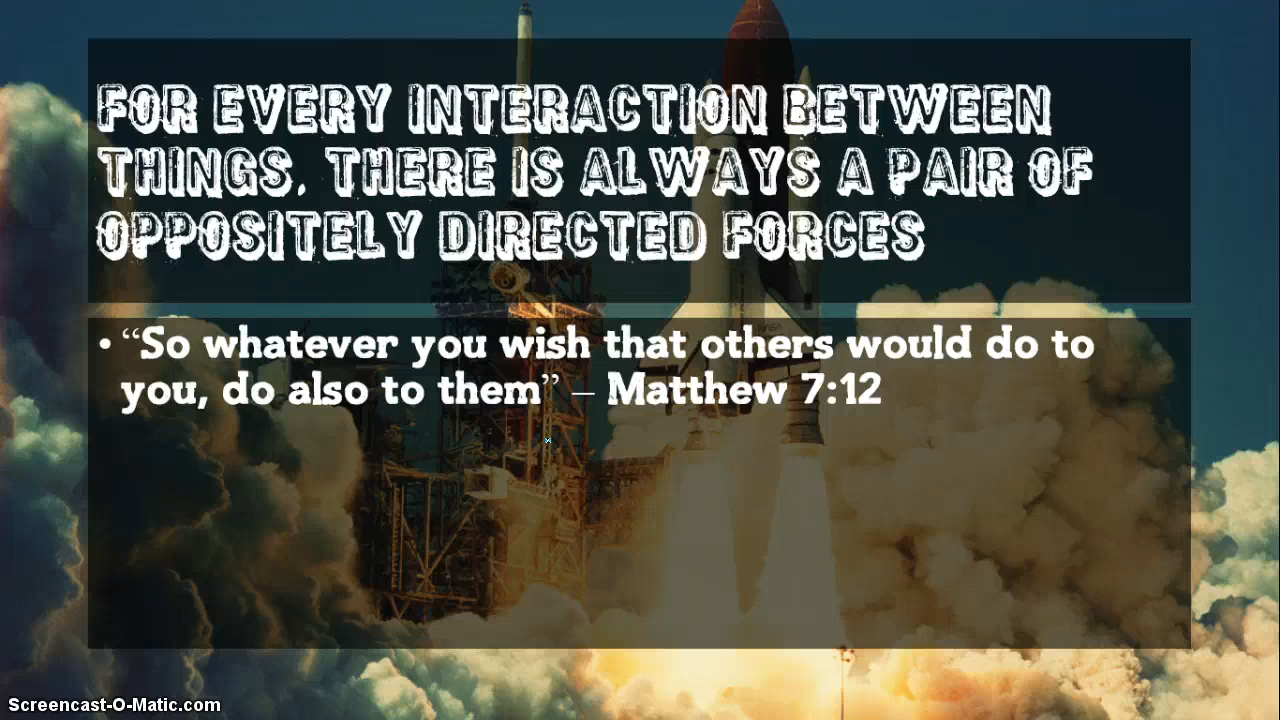 FOR EVERY INTERACTION BETWEEN
THINGS, THERE IS ALWAYS A PAIR OF
OPPOSITELY DIRECTED FORCES
• “So whatever you wish that others would do to
you, do also to them” – Matthew 7:12
Screencast-O-Matic.com